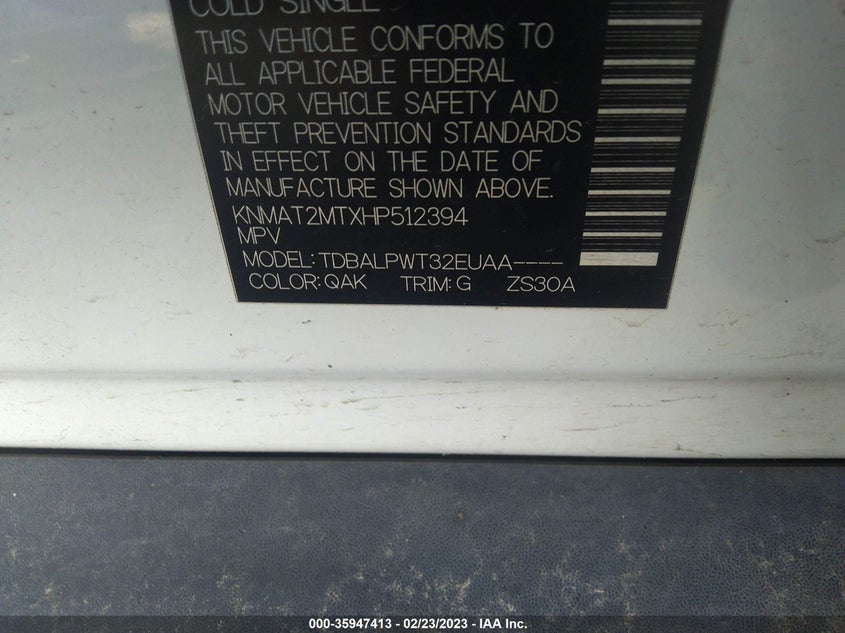 COLD SINGLE
THIS VEHICLE CONFORMS TO
ALL APPLICABLE FEDERAL
MOTOR VEHICLE SAFETY AND
THEFT PREVENTION STANDARDS
IN EFFECT ON THE DATE OF
MANUFACTURE SHOWN ABOVE.
KNMAT2MTXHP512394
MPV
MODEL: TDBALPWT32EUAA----
COLOR: QAK TRIM: G ZS30A
000-35947413 - 02/23/2023 - IAA Inc.